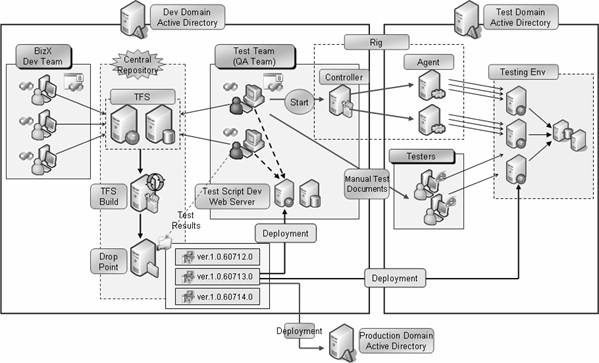 Dev Domain
Active Directory
Test Domain
Active Directory
BizX
Dev Team
Central
Repository
Test Team
(QA Team)
Rig
Controller
Agent
Testing Env
TFS
Start
Testers
TFS
Build
Test Script Dev
Web Server
Manual Test
Documents
Test
Results
Deployment
Drop
Point
ver.1.0.60712.0
ver.1.0.60713.0
ver.1.0.60714.0
Deployment
Deployment
Production Domain
Active Directory